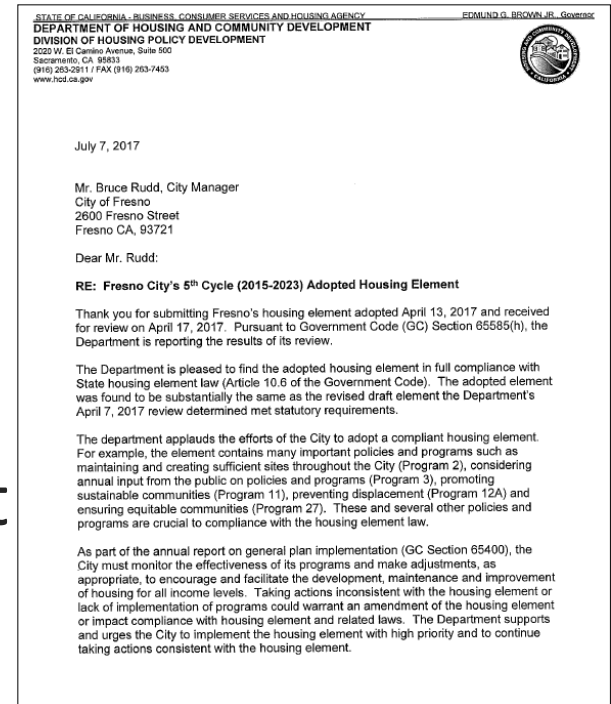 STATE OF CALIFORNIA - BUSINESS, CONSUMER SERVICES AND HOUSING AGENCY EDMUND G. BROWN JR., Governor
DEPARTMENT OF HOUSING AND COMMUNITY DEVELOPMENT
DIVISION OF HOUSING POLICY DEVELOPMENT
2020 W. El Camino Avenue, Suite 500
Sacramento, CA 95833
(916) 263-2911 / FAX (916) 263-7453
www.hcd.ca.gov
July 7, 2017
Mr. Bruce Rudd, City Manager
City of Fresno
2600 Fresno Street
Fresno CA, 93721
Dear Mr. Rudd:
RE: Fresno City's 5th Cycle (2015-2023) Adopted Housing Element
Thank you for submitting Fresno's housing element adopted April 13, 2017 and received
for review on April 17, 2017. Pursuant to Government Code (GC) Section 65585(h), the
Department is reporting the results of its review.
The Department is pleased to find the adopted housing element in full compliance with
State housing element law (Article 10.6 of the Government Code). The adopted element
was found to be substantially the same as the revised draft element the Department's
April 7, 2017 review determined met statutory requirements.
The department applauds the efforts of the City to adopt a compliant housing element.
For example, the element contains many important policies and programs such as
maintaining and creating sufficient sites throughout the City (Program 2), considering
annual input from the public on policies and programs (Program 3), promoting
sustainable communities (Program 11), preventing displacement (Program 12A) and
ensuring equitable communities (Program 27). These and several other policies and
programs are crucial to compliance with the housing element law.
t
As part of the annual report on general plan implementation (GC Section 65400), the
City must monitor the effectiveness of its programs and make adjustments, as
appropriate, to encourage and facilitate the development, maintenance and improvement
of housing for all income levels. Taking actions inconsistent with the housing element or
lack of implementation of programs could warrant an amendment of the housing element
or impact compliance with housing element and related laws. The Department supports
and urges the City to implement the housing element with high priority and to continue
taking actions consistent with the housing element.